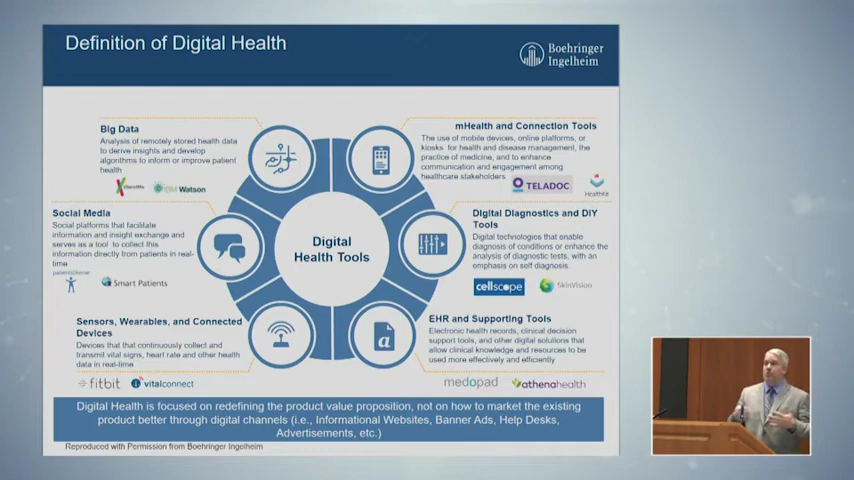 Definition of Digital Health
Boehringer
Ingelheim
Big Data
Analysis of remotely stored health data
to derive insights and develop
algorithms to inform or improve patient
health
IBM Watson
Social Media
Social platforms that facilitate
information and insight exchange and
serves as a tool to collect this
information directly from patients in real-
time
patientslikeme
Smart Patients
Sensors, Wearables, and Connected
Devices
Devices that that continuously collect and
transmit vital signs, heart rate and other health
data in real-time
fitbit
vitalconnect
Digital
Health Tools
mHealth and Connection Tools
The use of mobile devices, online platforms, or
kiosks for health and disease management, the
practice of medicine, and to enhance
communication and engagement among
healthcare stakeholders
TELADOC
HealthKit
Digital Diagnostics and DIY
Tools
Digital technologies that enable
diagnosis of conditions or enhance the
analysis of diagnostic tests, with an
emphasis on self diagnosis.
cellscope
SkinVision
EHR and Supporting Tools
Electronic health records, clinical decision
support tools, and other digital solutions that
allow clinical knowledge and resources to be
used more effectively and efficiently
a
medopad
athenahealth
Digital Health is focused on redefining the product value proposition, not on how to market the existing
product better through digital channels (i.e., Informational Websites, Banner Ads, Help Desks,
Advertisements, etc.)
Reproduced with Permission from Boehringer Ingelheim